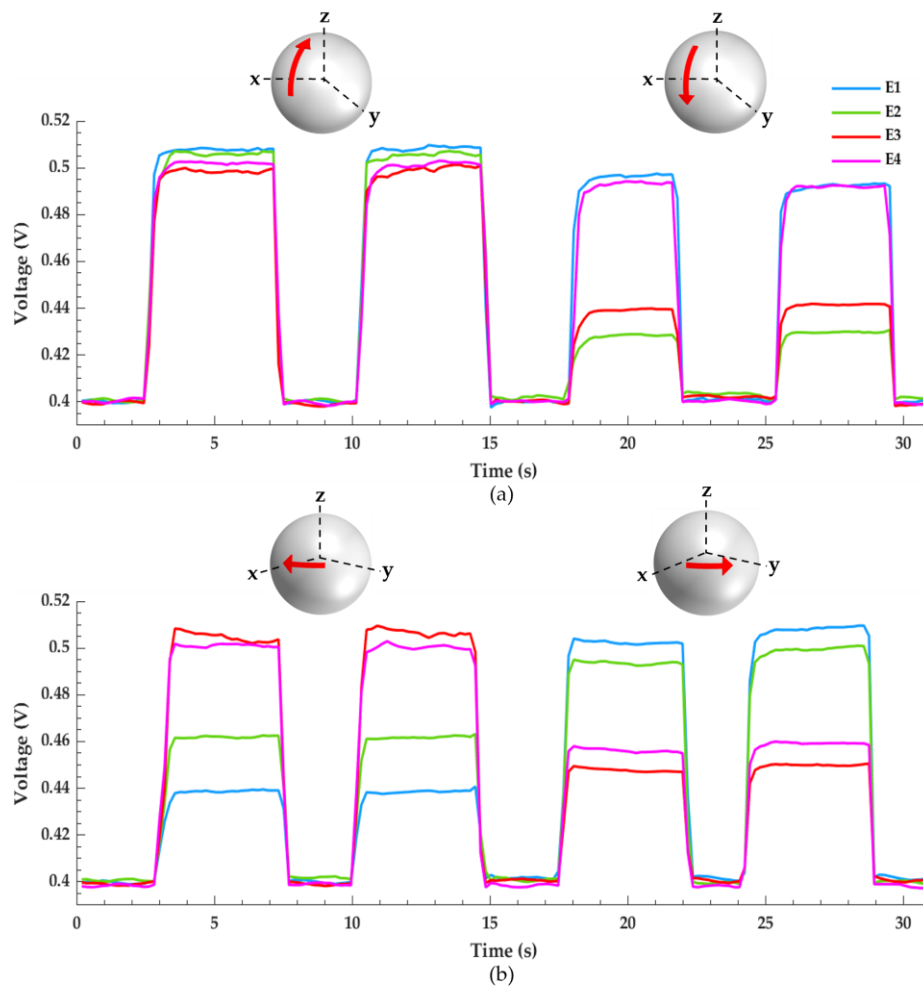 z z
x x
y y
E1
E2
E3
E4
0.52
0.5
0.48
0.46
0.44
0.42
0.4
Voltage (V)
0 5 10 15 20 25 30
Time (s)
(a)
z z
x y x y
0.52
0.5
0.48
0.46
0.44
0.42
0.4
Voltage (V)
0 5 10 15 20 25 30
Time (s)
(b)